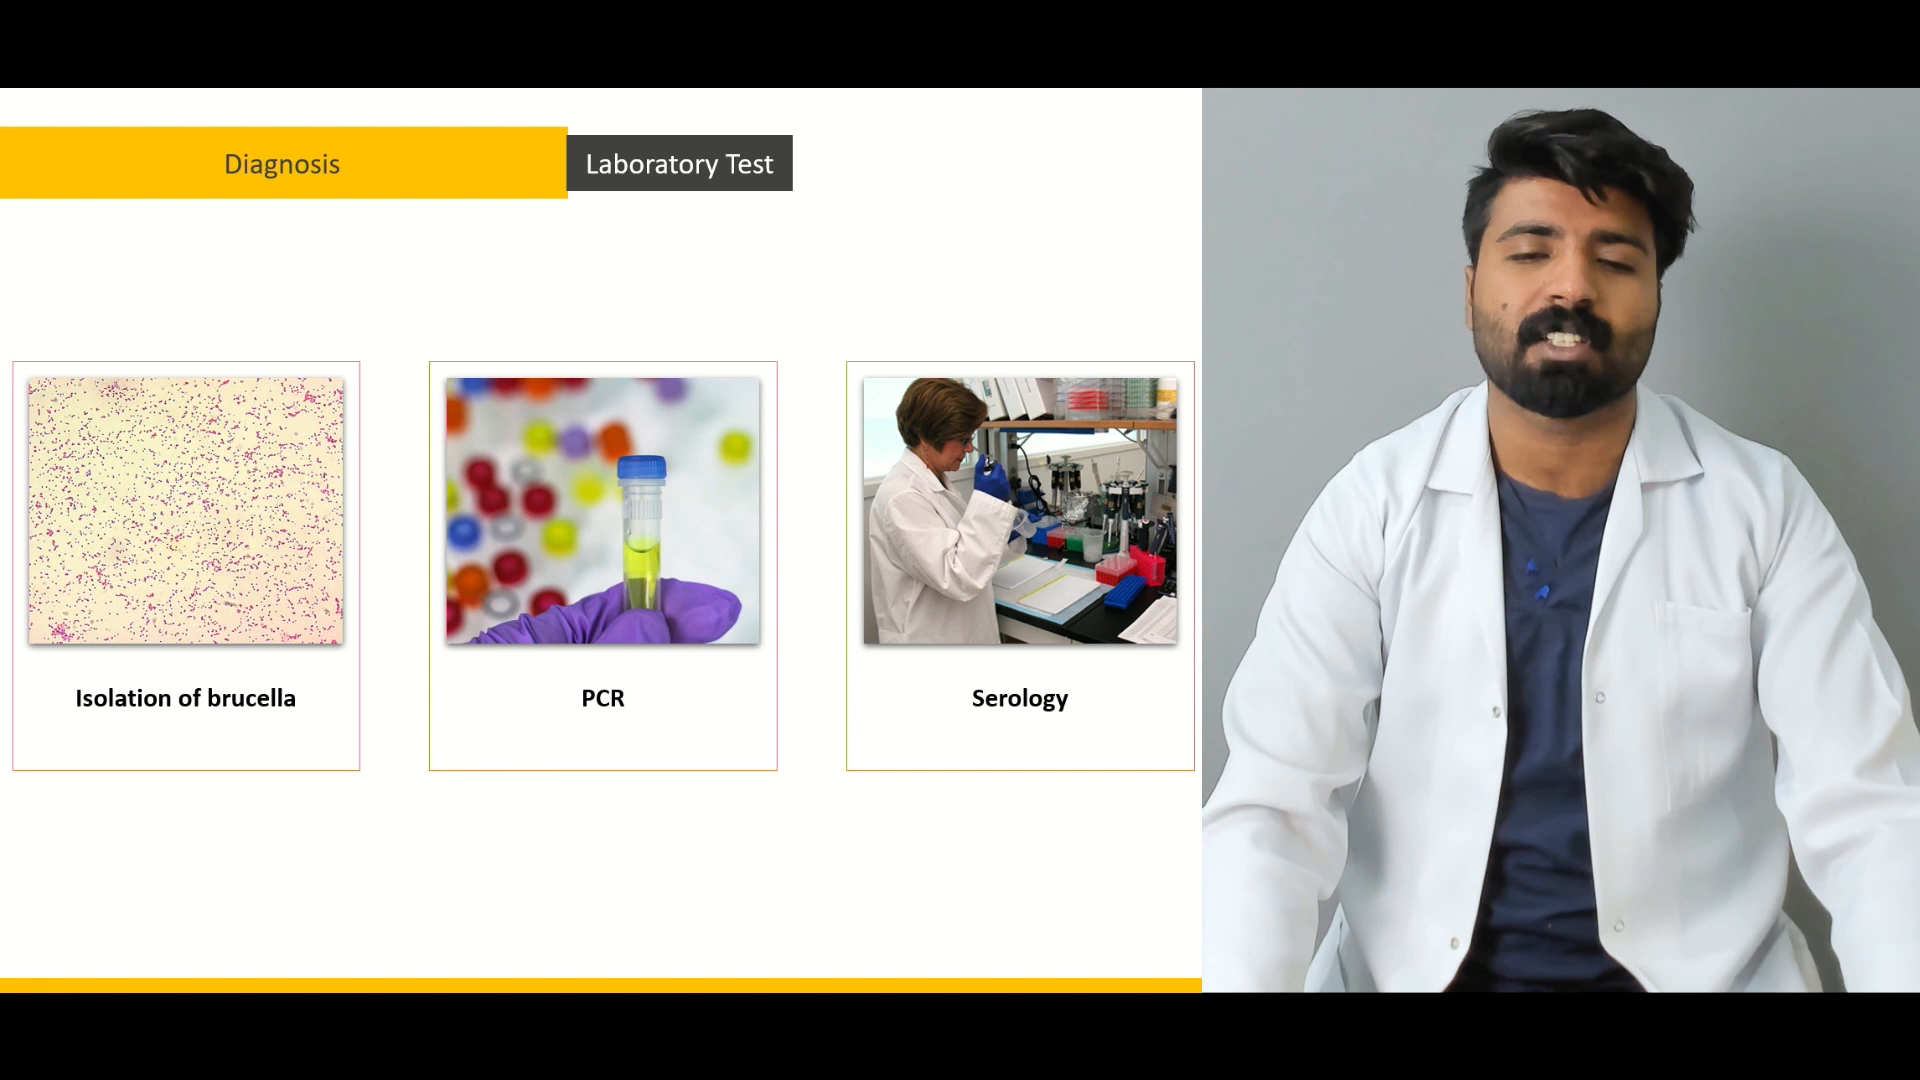 Diagnosis
Laboratory Test
Isolation of brucella
PCR
Serology